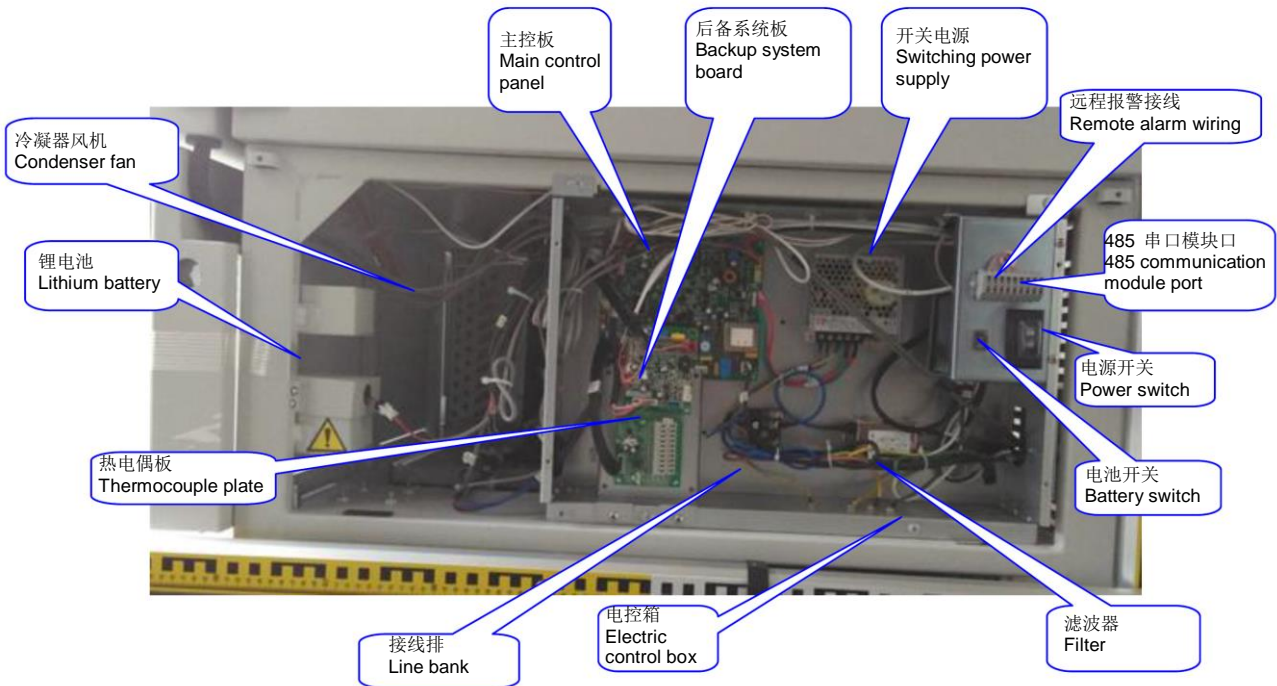 主控板
Main control
panel
后备系统板
Backup system
board
开关电源
Switching power
supply
远程报警接线
Remote alarm wiring
冷凝器风机
Condenser fan
485 串口模块口
485 communication
module port
锂电池
Lithium battery
电源开关
Power switch
热电偶板
Thermocouple plate
电池开关
Battery switch
接线排
Line bank
电控箱
Electric
control box
滤波器
Filter